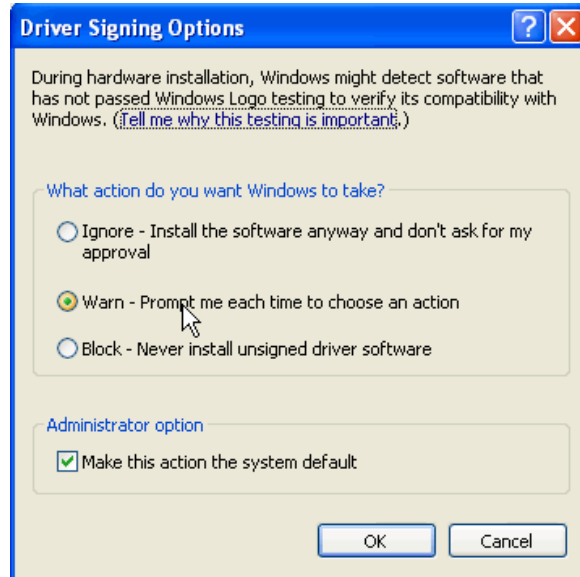 Driver Signing Options
During hardware installation, Windows might detect software that
has not passed Windows Logo testing to verify its compatibility with
Windows. (Tell me why this testing is important.)
What action do you want Windows to take?
Ignore - Install the software anyway and don't ask for my
approval
Warn - Prompt me each time to choose an action
Block - Never install unsigned driver software
Administrator option
Make this action the system default
OK Cancel